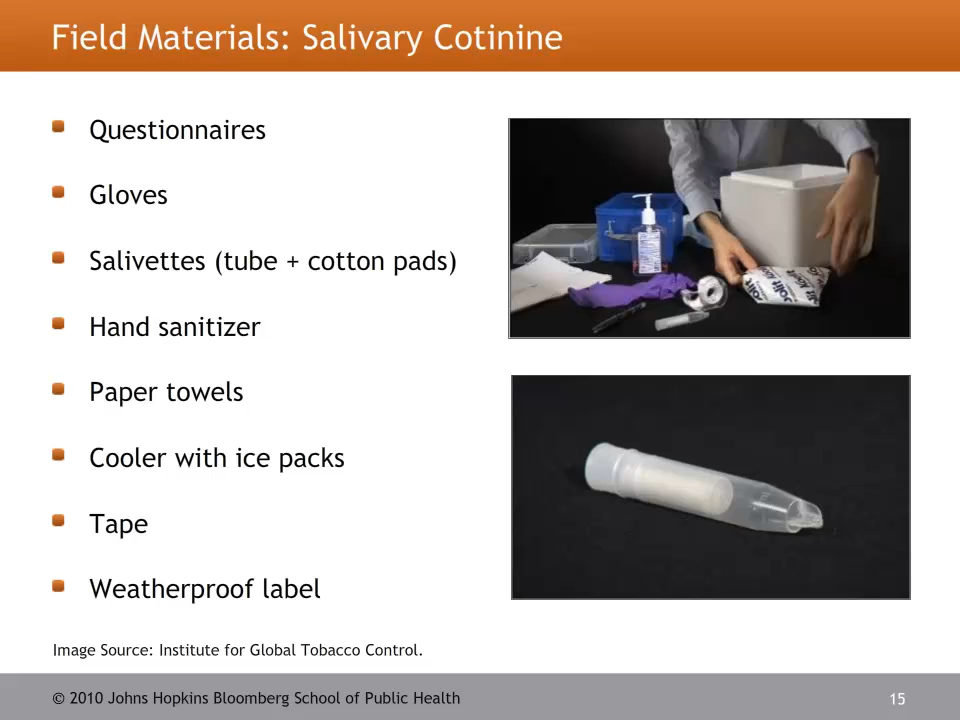 Field Materials: Salivary Cotinine
Questionnaires
Gloves
Salivettes (tube + cotton pads)
Hand sanitizer
Paper towels
Cooler with ice packs
Tape
Weatherproof label
Image Source: Institute for Global Tobacco Control.
© 2010 Johns Hopkins Bloomberg School of Public Health
15